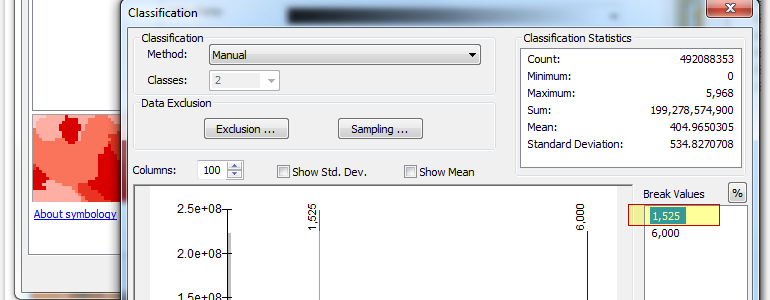 Classification
x
Classification
Method: Manual
Classes: 2
Data Exclusion
Exclusion ...
Sampling ...
Classification Statistics
Count: 492088353
Minimum: 0
Maximum: 5,968
Sum: 199,278,574,900
Mean: 404.9650305
Standard Deviation: 534.8270708
Columns: 100
Show Std. Dev.
Show Mean
Break Values
%
1,525
6,000
2.5e+08
2.0e+08
1.5e+08
1,525
6,000
About symbology